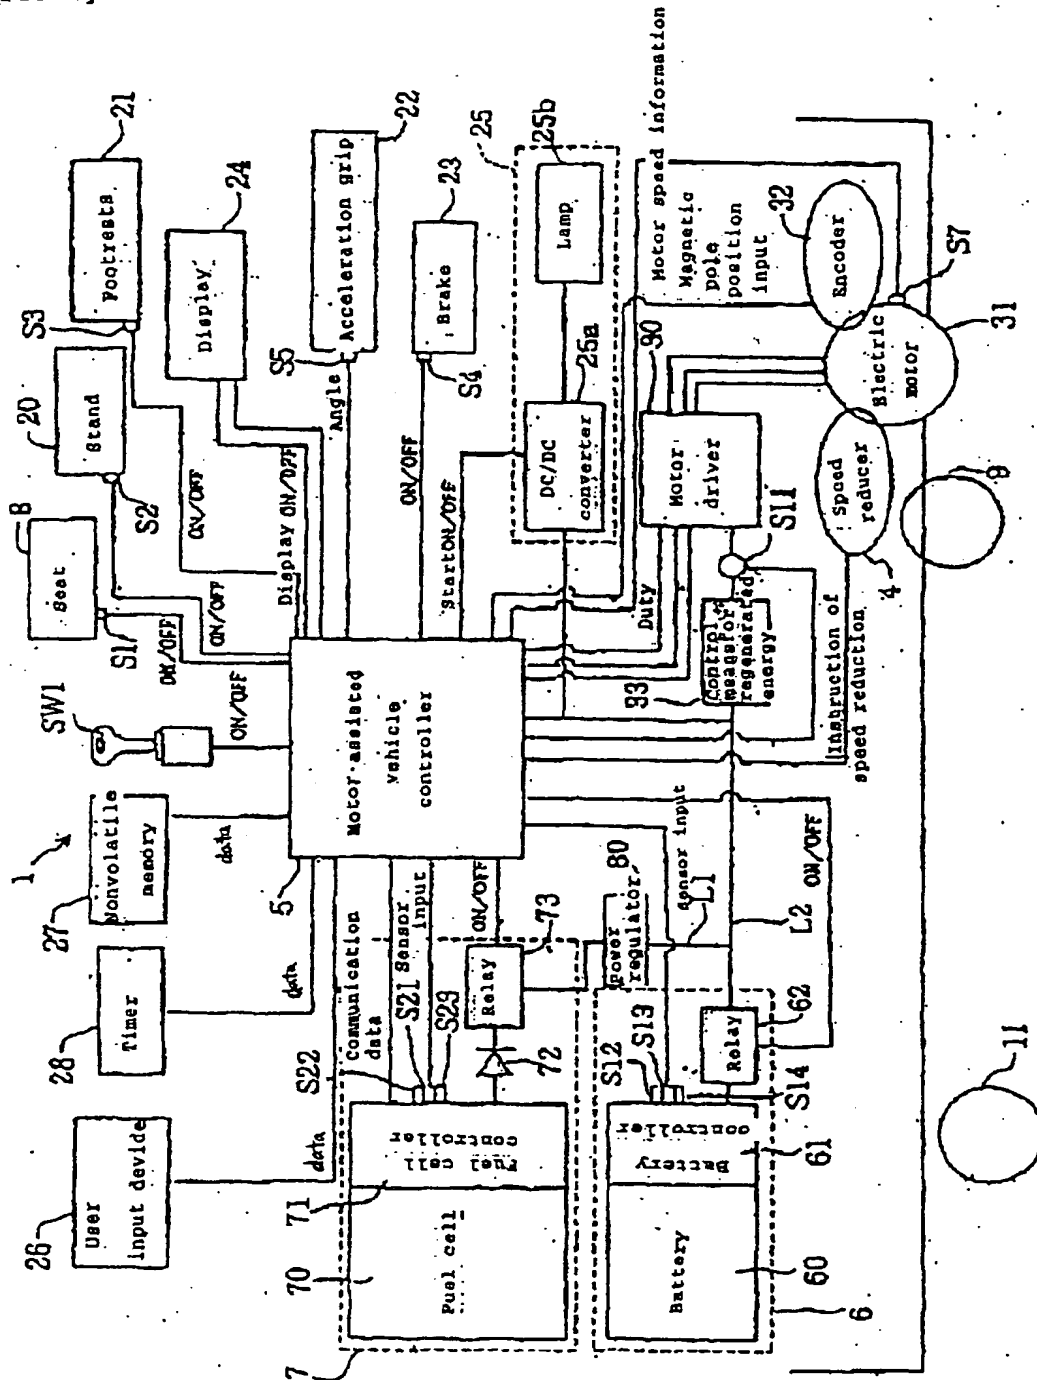 1
SW1
ON/OFF
27
Nonvolatile
memory
data
28
Timer
data
26
User
input devide
data
8
Seat
S1
ON/OFF
20
Stand
S2
ON/OFF
21
Footrests
S3
ON/OFF
24
Display
Display ON/OFF
22
Acceleration grip
S5
Angle
23
Brake
S4
ON/OFF
25
25b
Lamp
25a
DC/DC
converter
Start ON/OFF
5
Motor-assisted
vehicle
controller
Motor speed information
Magnetic
pole
position
input
32
Encoder
S7
31
Electric
motor
90
Motor
driver
Duty
S11
Speed
reducer
4
9
33
Control
means for
regenerated
energy
Instruction of
speed reduction
7
70
Fuel cell
71
Fuel cell
controller
Communication
data
S22
S21
Sensor
input
S23
72
Relay
73
ON/OFF
Power
regulator
80
Sensor input
L1
L2
ON/OFF
6
60
Battery
61
Battery
controller
S12
S13
S14
Relay
62
11